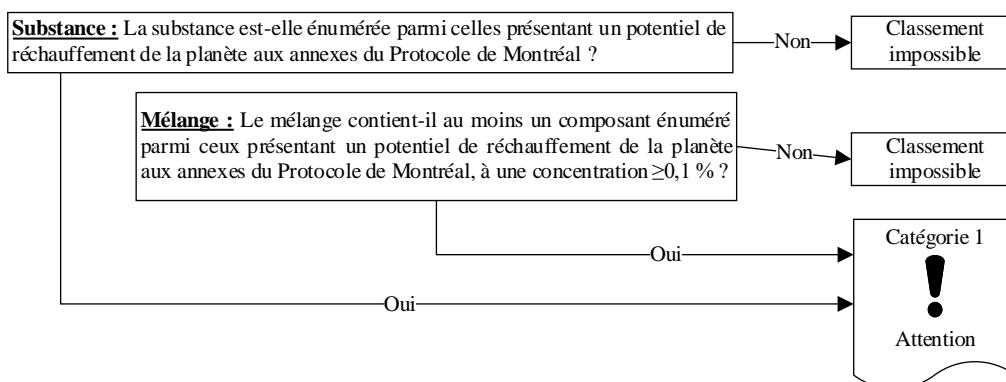 Substance : La substance est-elle énumérée parmi celles présentant un potentiel de
réchauffement de la planète aux annexes du Protocole de Montréal ?
Non
Classement
impossible
Mélange : Le mélange contient-il au moins un composant énuméré
parmi ceux présentant un potentiel de réchauffement de la planète
aux annexes du Protocole de Montréal, à une concentration ≥0,1 % ?
Non
Classement
impossible
Oui
Oui
Catégorie 1
Attention